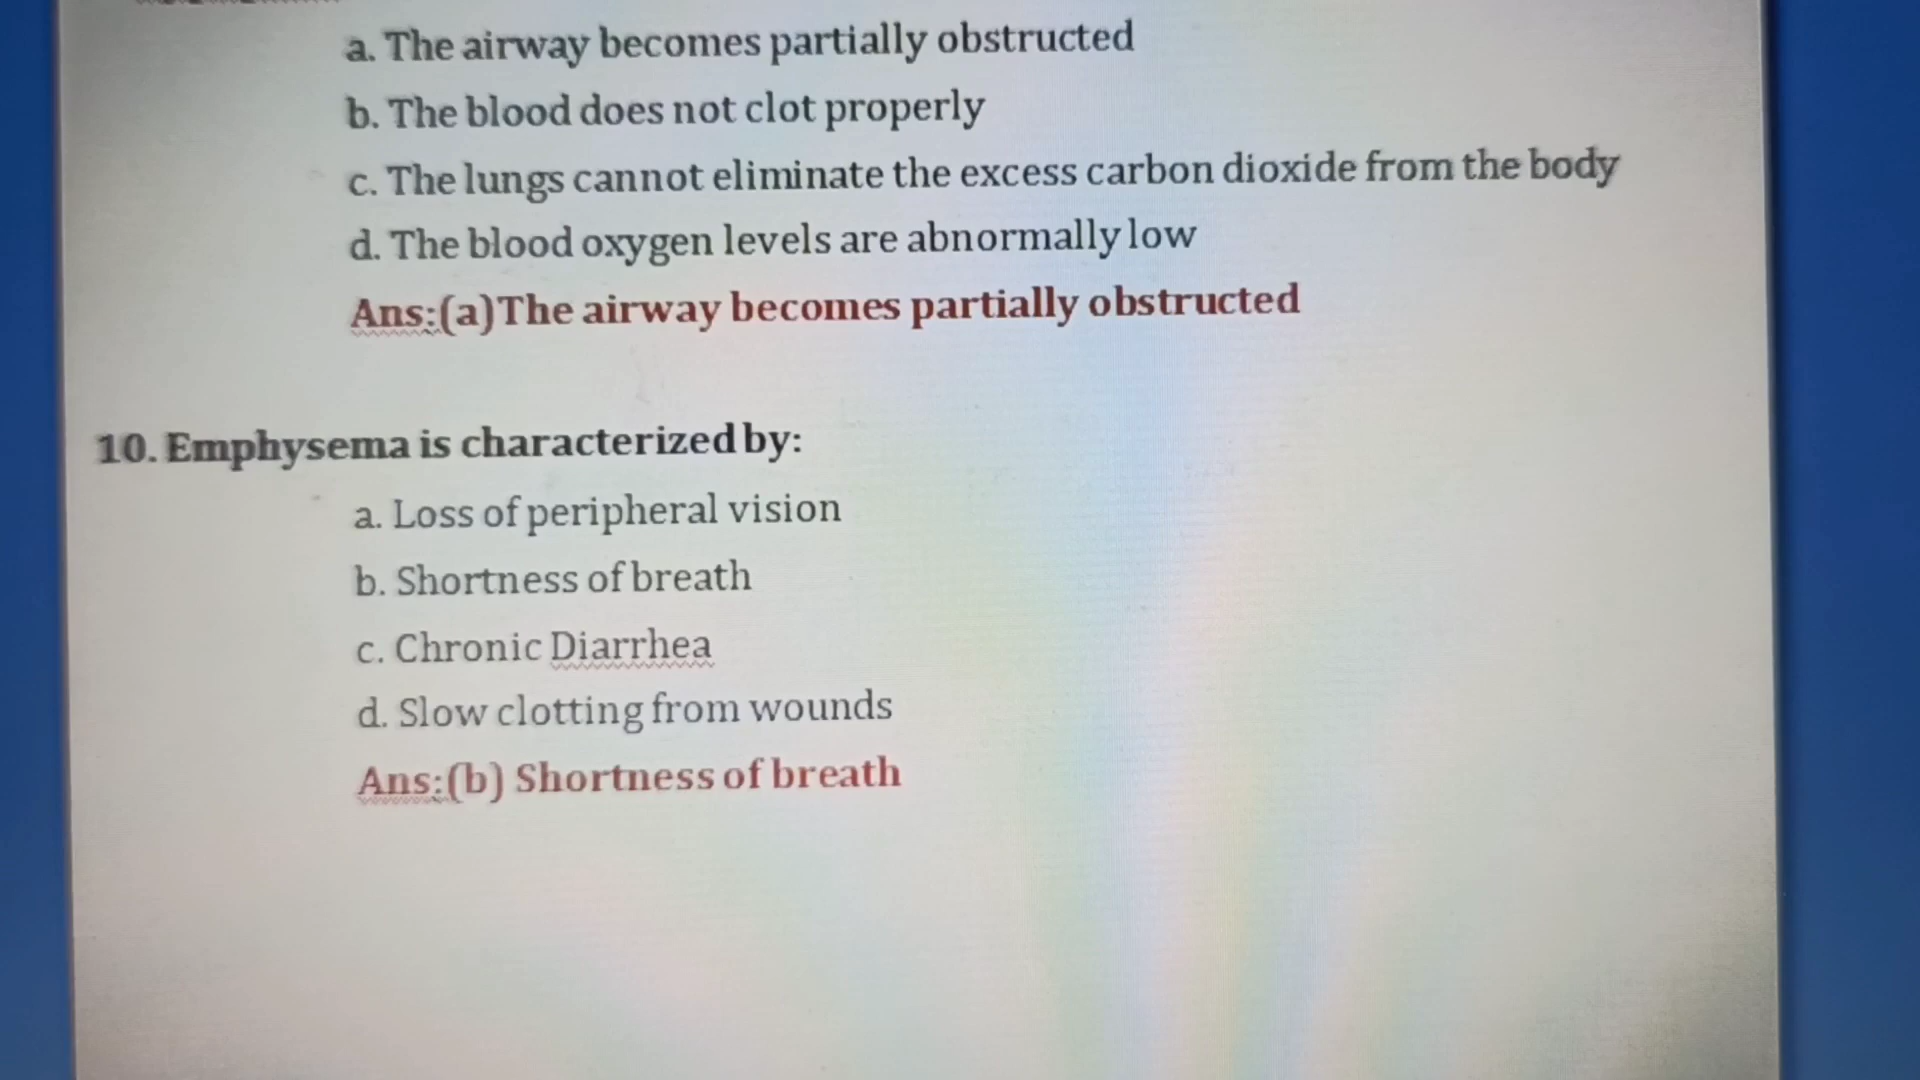 a. The airway becomes partially obstructed
b. The blood does not clot properly
c. The lungs cannot eliminate the excess carbon dioxide from the body
d. The blood oxygen levels are abnormally low
Ans:(a)The airway becomes partially obstructed
10. Emphysema is characterized by:
a. Loss of peripheral vision
b. Shortness of breath
c. Chronic Diarrhea
d. Slow clotting from wounds
Ans:(b) Shortness of breath